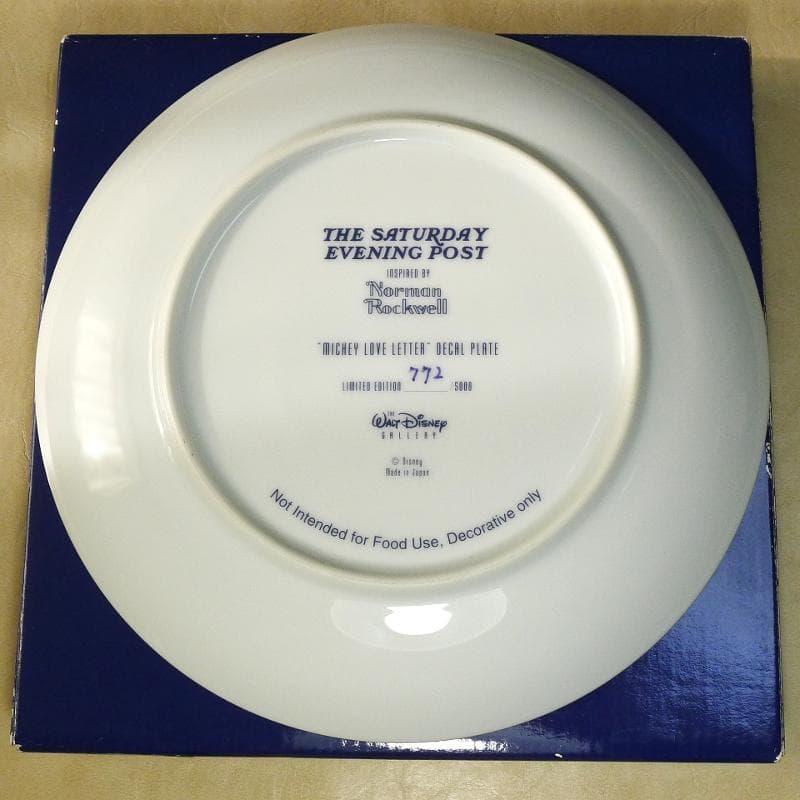 THE SATURDAY
EVENING POST
INSPIRED BY
Norman
Rockwell
"MICKEY LOVE LETTER" DECAL PLATE
LIMITED EDITION 772 /5000
THE
WALT DISNEY
GALLERY
© Disney
Made in Japan
Not Intended for Food Use, Decorative only